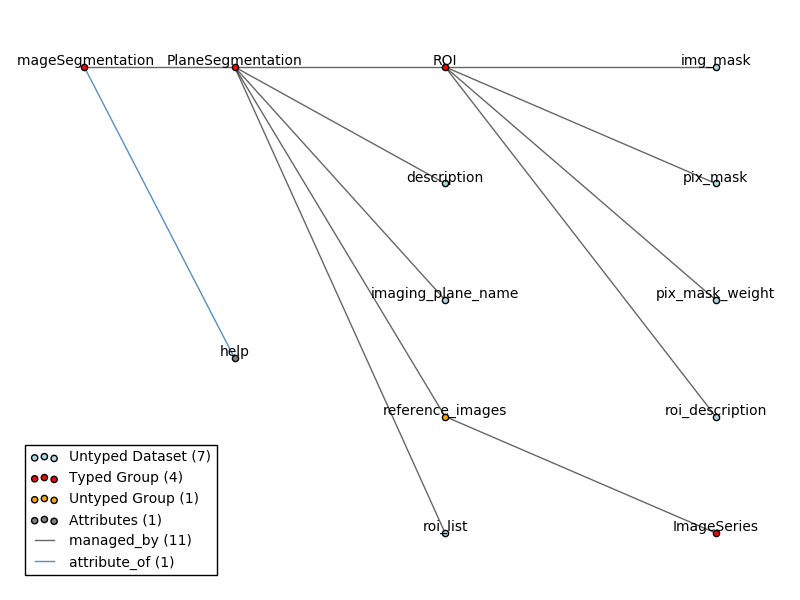 mageSegmentation PlaneSegmentation ROI img_mask
description pix_mask
imaging_plane_name pix_mask_weight
help
reference_images roi_description
roi_list ImageSeries
Untyped Dataset (7)
Typed Group (4)
Untyped Group (1)
Attributes (1)
managed_by (11)
attribute_of (1)